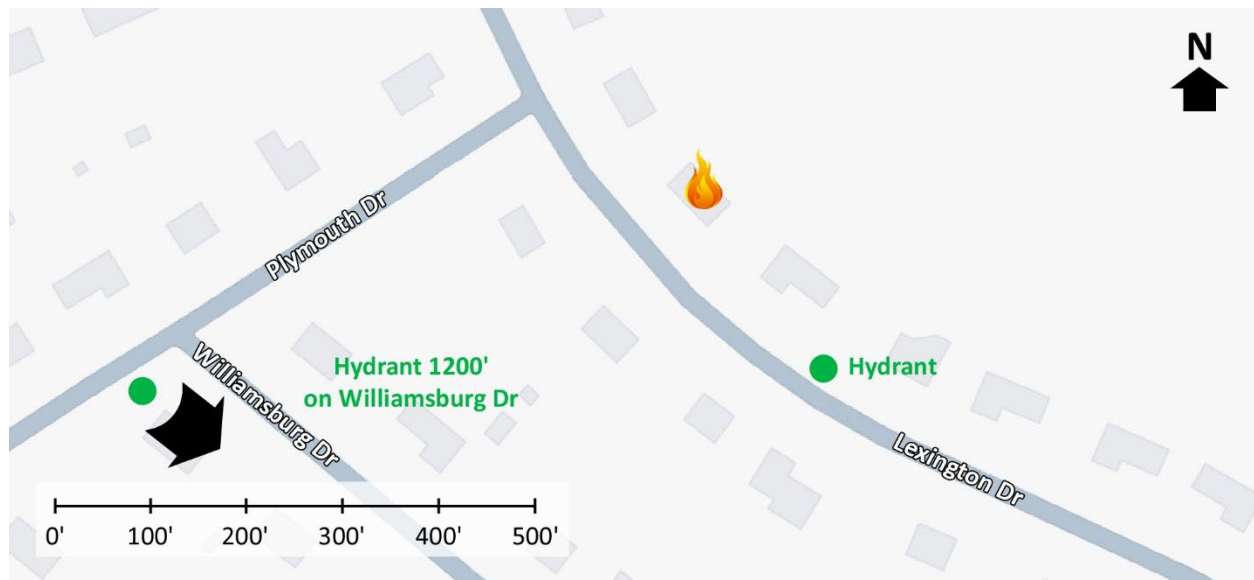 N
Plymouth Dr
Hydrant 1200'
on Williamsburg Dr
Williamsburg Dr
Hydrant
Lexington Dr
0' 100' 200' 300' 400' 500'